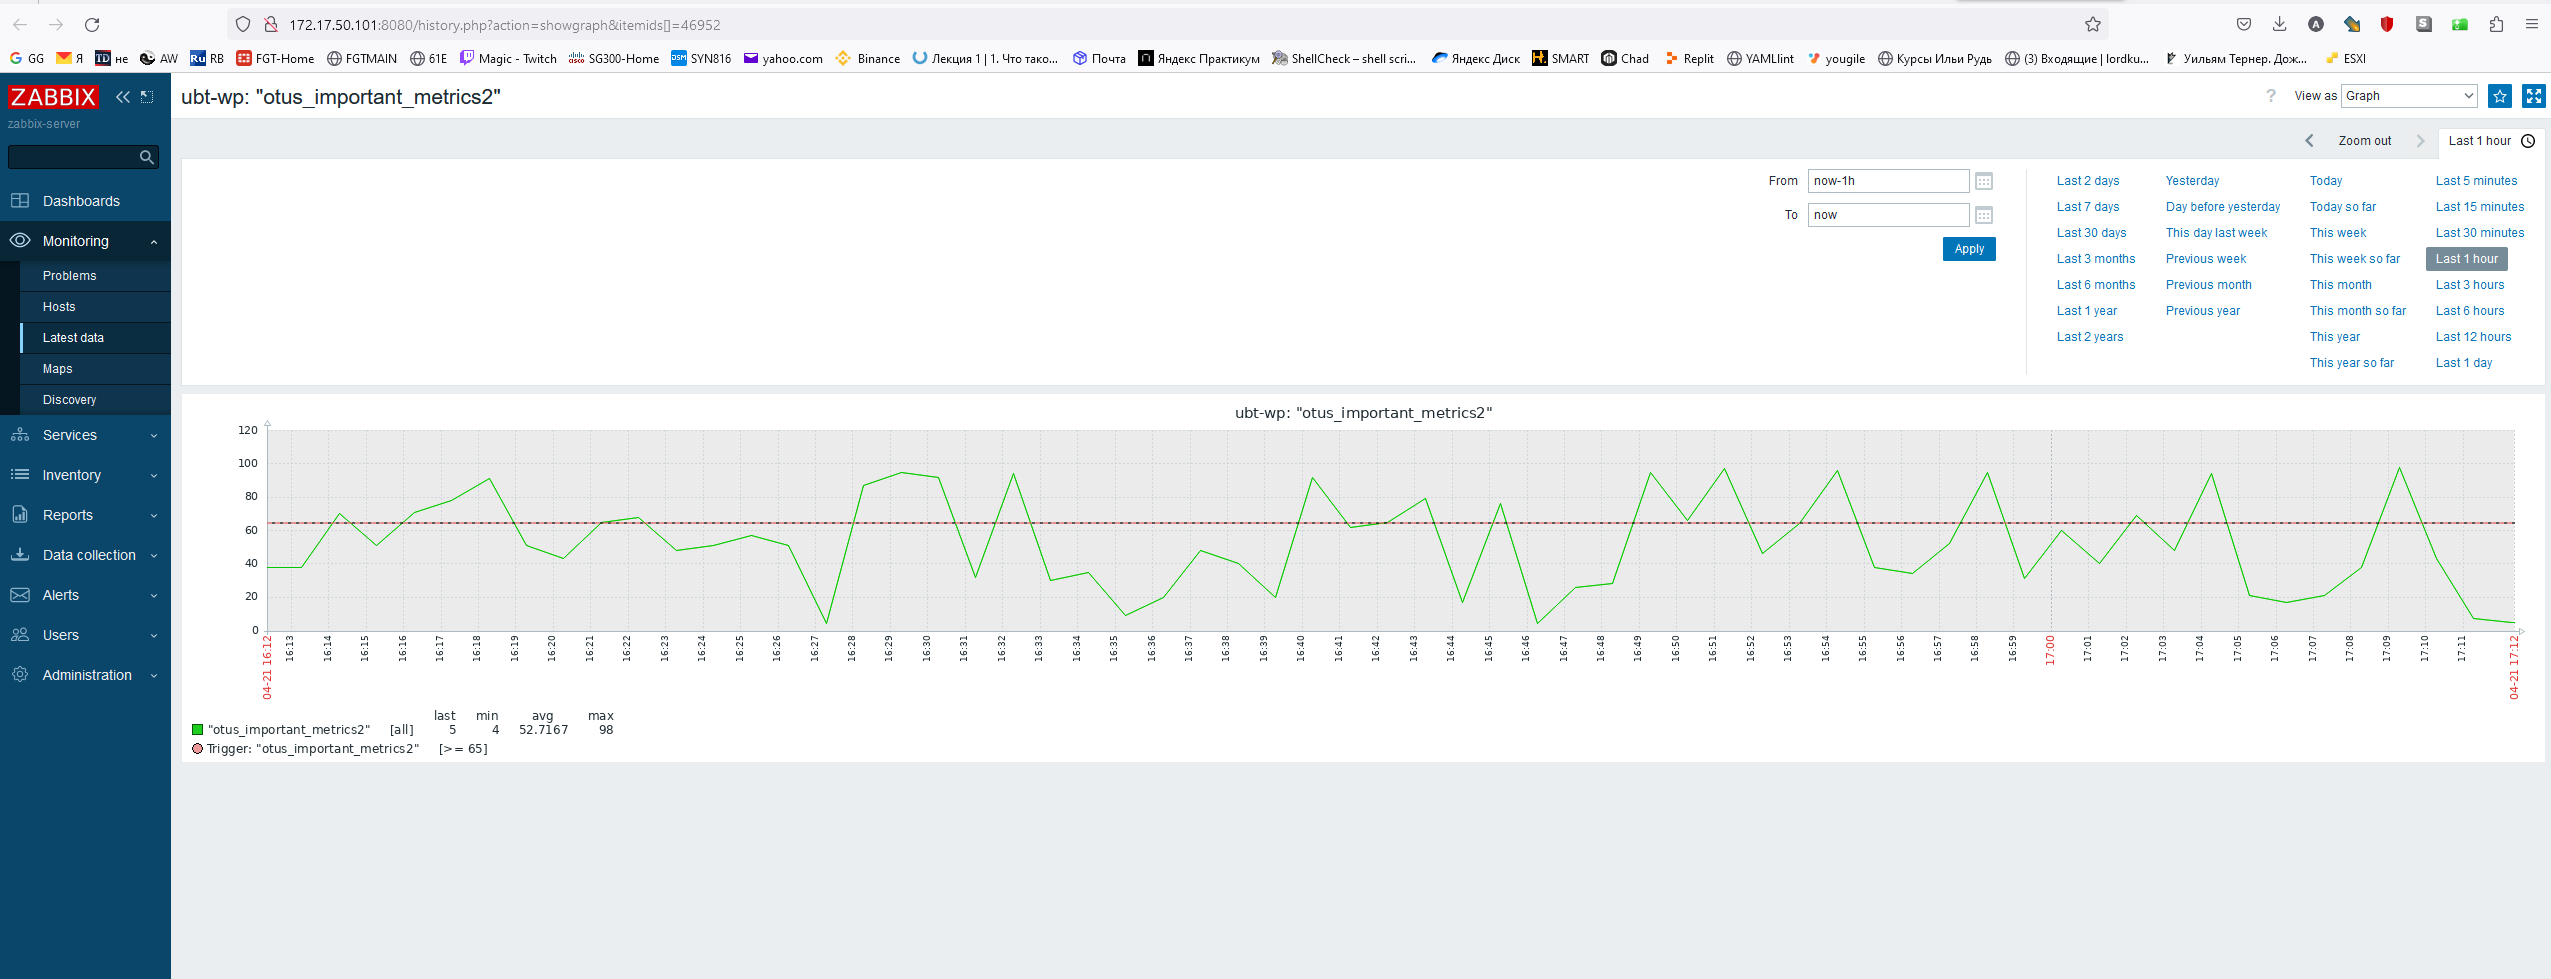 172.17.50.101:8080/history.php?action=showgraph&itemids[]=46952
GG Я не AW RB FGT-Home FGTMAIN 61E Magic - Twitch SG300-Home SYN816 yahoo.com Binance Лекция 1 | 1. Что тако... Почта Яндекс Практикум ShellCheck – shell scri... Яндекс Диск SMART Chad Replit YAMLlint yougile Курсы Ильи Рудь (3) Входящие | lordku... Уильям Тернер. Дож... ESXI
ZABBIX
zabbix-server
Dashboards
Monitoring
Problems
Hosts
Latest data
Maps
Discovery
Services
Inventory
Reports
Data collection
Alerts
Users
Administration
ubt-wp: "otus_important_metrics2"
? View as Graph
Zoom out Last 1 hour
From now-1h
To now
Apply
Last 2 days Yesterday Today Last 5 minutes
Last 7 days Day before yesterday Today so far Last 15 minutes
Last 30 days This day last week This week Last 30 minutes
Last 3 months Previous week This week so far Last 1 hour
Last 6 months Previous month This month Last 3 hours
Last 1 year Previous year This month so far Last 6 hours
Last 2 years This year Last 12 hours
This year so far Last 1 day
ubt-wp: "otus_important_metrics2"
120
100
80
60
40
20
0
04-21 16:12 16:13 16:14 16:15 16:16 16:17 16:18 16:19 16:20 16:21 16:22 16:23 16:24 16:25 16:26 16:27 16:28 16:29 16:30 16:31 16:32 16:33 16:34 16:35 16:36 16:37 16:38 16:39 16:40 16:41 16:42 16:43 16:44 16:45 16:46 16:47 16:48 16:49 16:50 16:51 16:52 16:53 16:54 16:55 16:56 16:57 16:58 16:59 17:00 17:01 17:02 17:03 17:04 17:05 17:06 17:07 17:08 17:09 17:10 17:11 04-21 17:12
last min avg max
"otus_important_metrics2" [all] 5 4 52.7167 98
Trigger: "otus_important_metrics2" [>= 65]